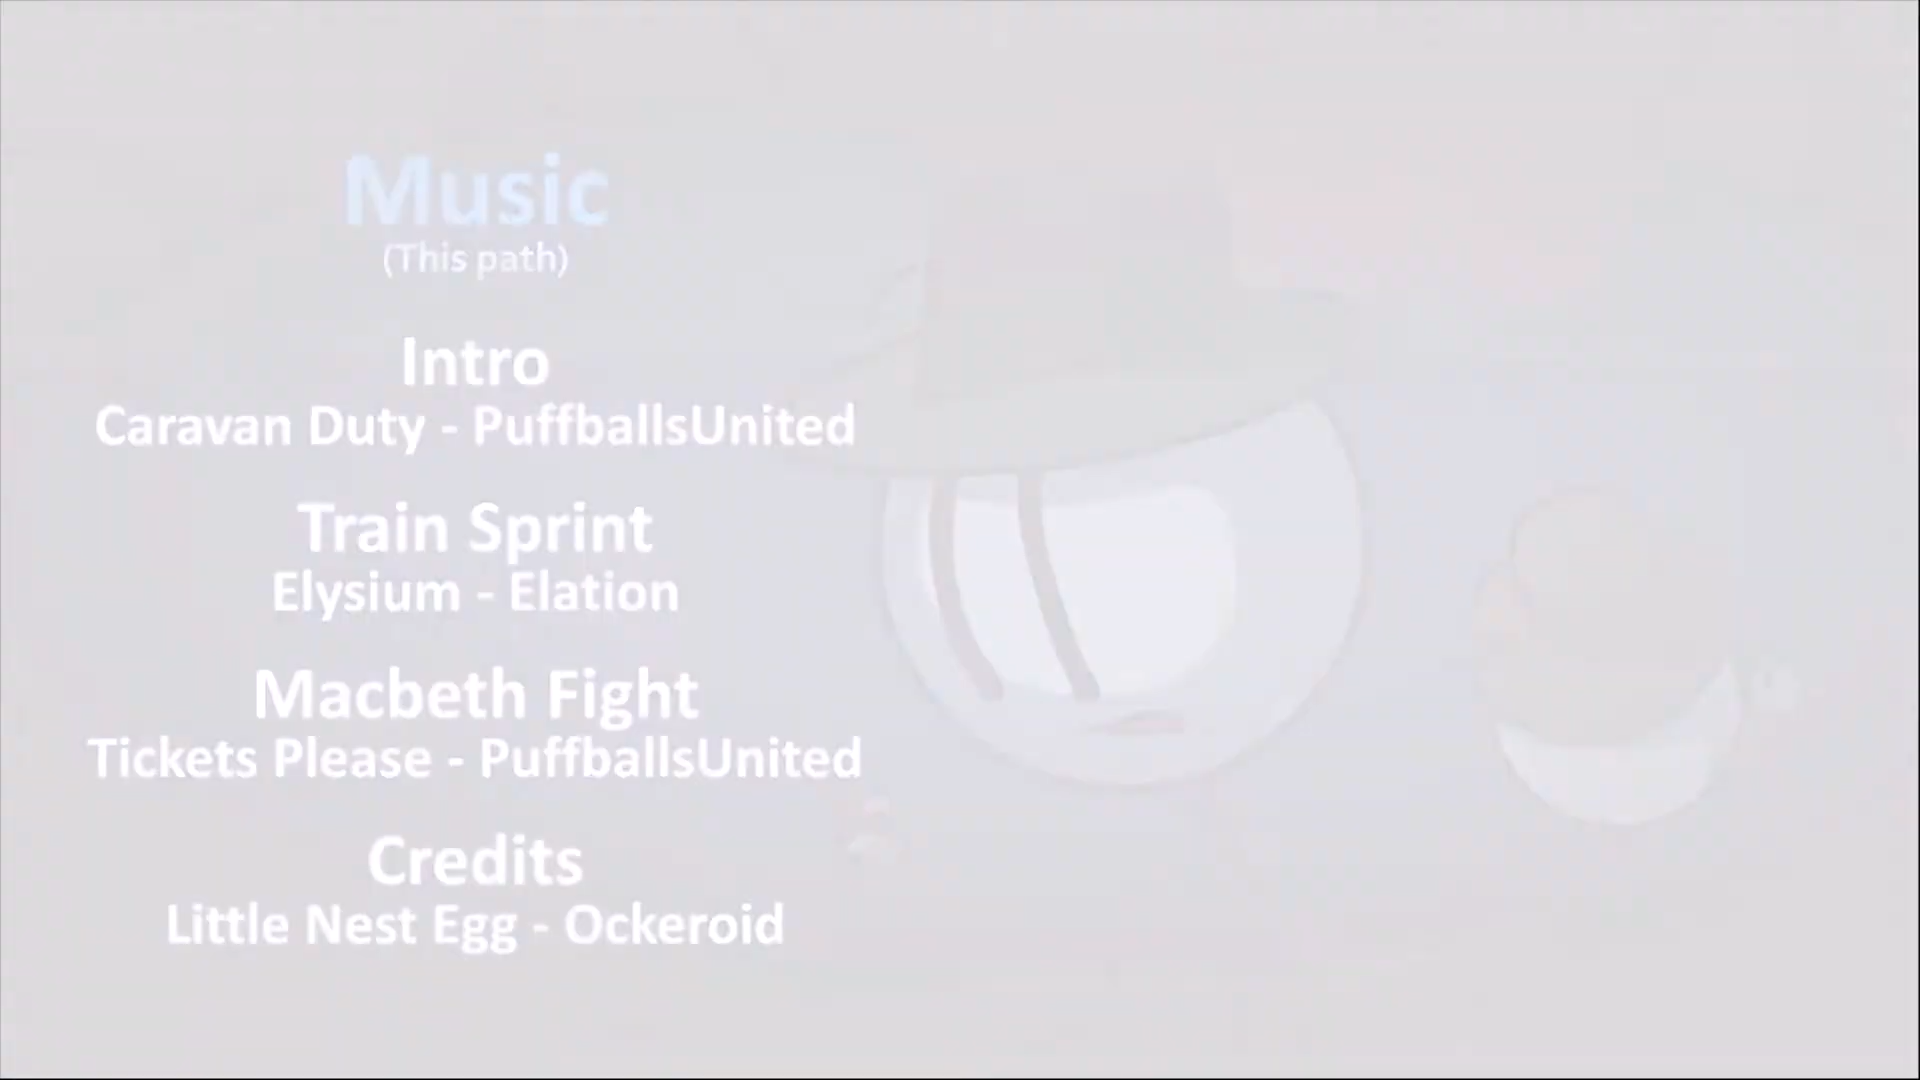 Music
(This path)
Intro
Caravan Duty - PuffballsUnited
Train Sprint
Elysium - Elation
Macbeth Fight
Tickets Please - PuffballsUnited
Credits
Little Nest Egg - Ockeroid